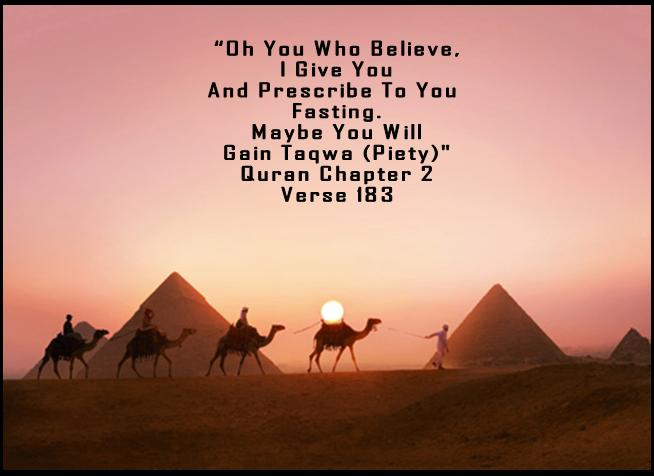 “Oh You Who Believe,
I Give You
And Prescribe To You
Fasting.
Maybe You Will
Gain Taqwa (Piety)"
Quran Chapter 2
Verse 183